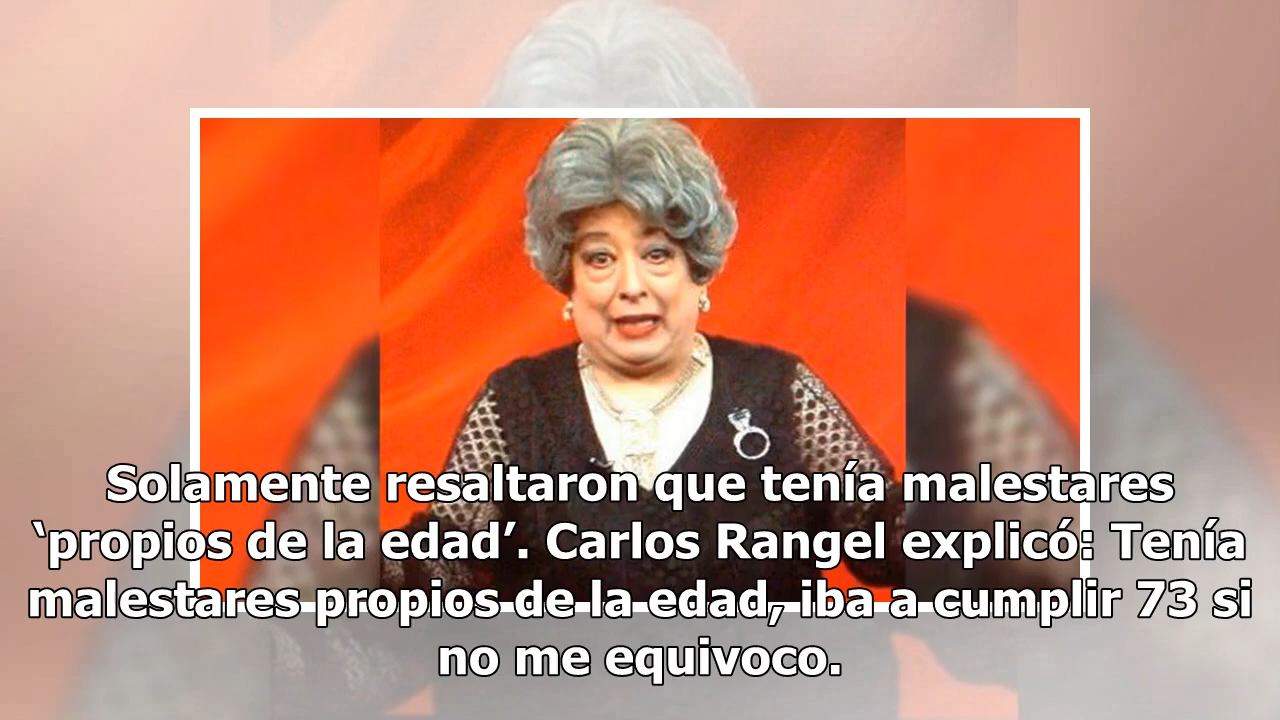 Solamente resaltaron que tenía malestares
‘propios de la edad’. Carlos Rangel explicó: Tenía
malestares propios de la edad, iba a cumplir 73 si
no me equivoco.